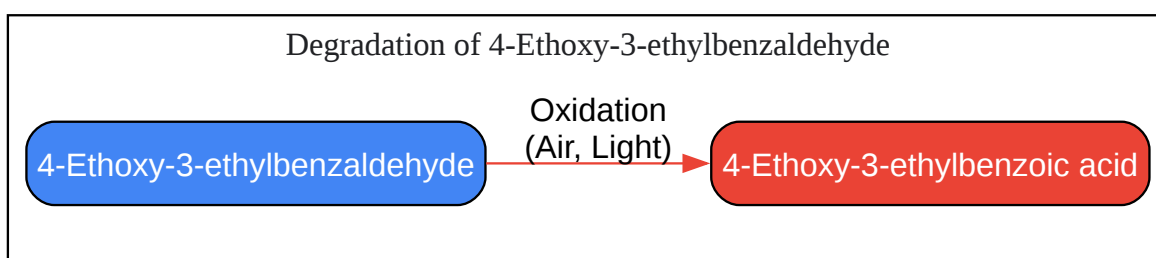 Degradation of 4-Ethoxy-3-ethylbenzaldehyde
Oxidation
(Air, Light)
4-Ethoxy-3-ethylbenzaldehyde
4-Ethoxy-3-ethylbenzoic acid